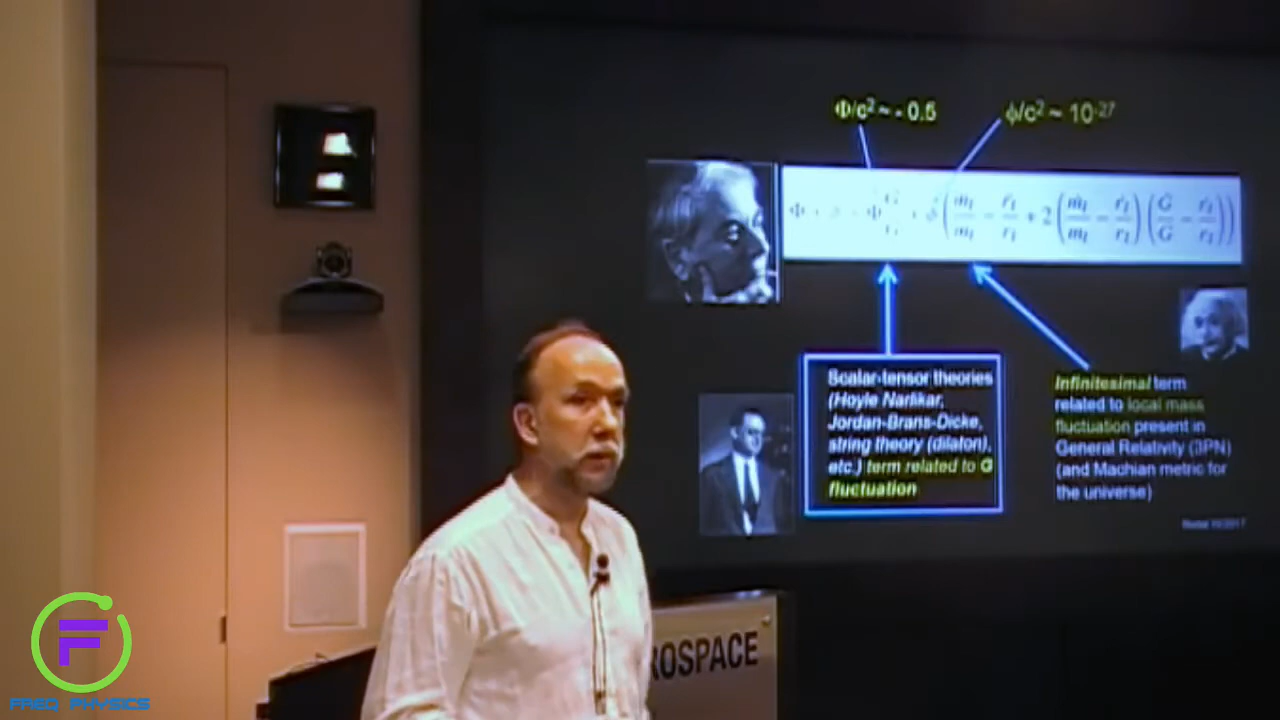 Φ/c² ~ - 0.5
ϕ/c² ~ 10⁻²⁷
Scalar-tensor theories
(Hoyle Narlikar,
Jordan-Brans-Dicke,
string theory (dilaton),
etc.) term related to G
fluctuation
Infinitesimal term
related to local mass
fluctuation present in
General Relativity (3PN)
(and Machian metric for
the universe)
ROSPACE
F
FREQ PHYSICS